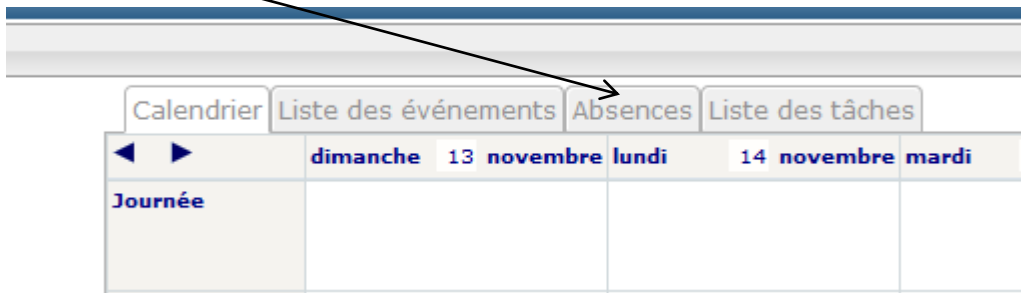 Calendrier Liste des événements Absences Liste des tâches
dimanche 13 novembre lundi 14 novembre mardi
Journée